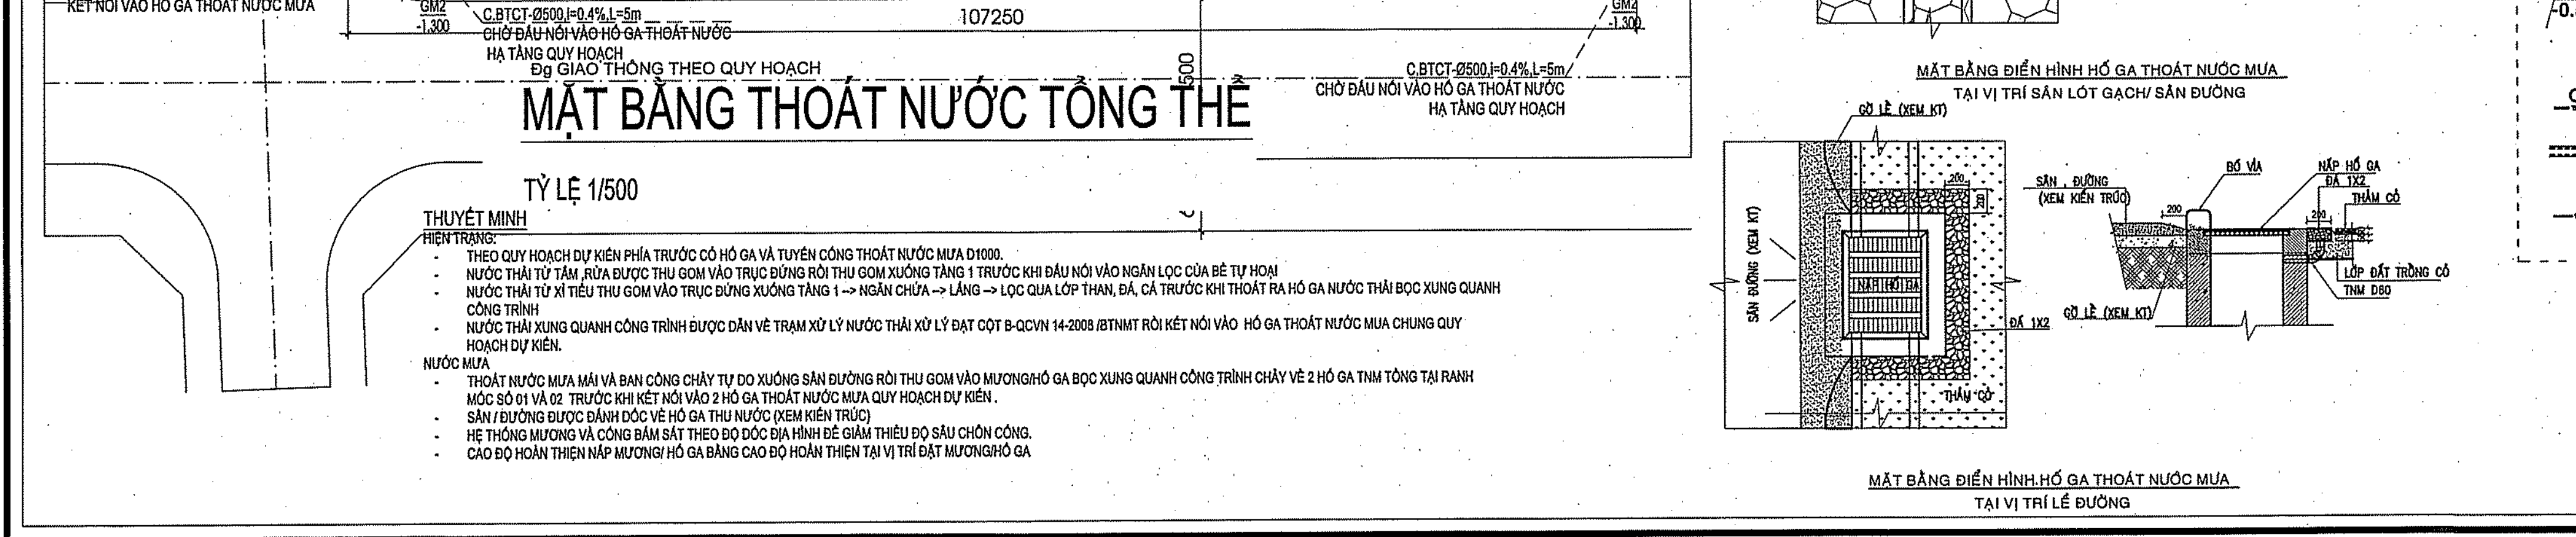 KẾT NỐI VÀO HỐ GA THOÁT NƯỚC MƯA
GM2
-1.300
C.BTCT-Ø500,i=0.4%,L=5m
CHỜ ĐẤU NỐI VÀO HỐ GA THOÁT NƯỚC
HẠ TẦNG QUY HOẠCH
107250
500
Đg GIAO THÔNG THEO QUY HOẠCH
GM2
-1.300
C.BTCT-Ø500,i=0.4%,L=5m
CHỜ ĐẤU NỐI VÀO HỐ GA THOÁT NƯỚC
HẠ TẦNG QUY HOẠCH
MẶT BẰNG THOÁT NƯỚC TỔNG THỂ
TỶ LỆ 1/500
THUYẾT MINH
HIỆN TRẠNG:
- THEO QUY HOẠCH DỰ KIẾN PHÍA TRƯỚC CÓ HỐ GA VÀ TUYẾN CỐNG THOÁT NƯỚC MƯA D1000.
- NƯỚC THẢI TỪ TẮM ,RỬA ĐƯỢC THU GOM VÀO TRỤC ĐỨNG RỒI THU GOM XUỐNG TẦNG 1 TRƯỚC KHI ĐẤU NỐI VÀO NGĂN LỌC CỦA BỂ TỰ HOẠI
- NƯỚC THẢI TỪ XÍ TIỂU THU GOM VÀO TRỤC ĐỨNG XUỐNG TẦNG 1 --> NGĂN CHỨA --> LẮNG --> LỌC QUA LỚP THAN, ĐÁ, CÁ TRƯỚC KHI THOÁT RA HỐ GA NƯỚC THẢI BỌC XUNG QUANH
CÔNG TRÌNH
- NƯỚC THẢI XUNG QUANH CÔNG TRÌNH ĐƯỢC DẪN VỀ TRẠM XỬ LÝ NƯỚC THẢI XỬ LÝ ĐẠT CỘT B-QCVN 14-2008 /BTNMT RỒI KẾT NỐI VÀO HỐ GA THOÁT NƯỚC MƯA CHUNG QUY
HOẠCH DỰ KIẾN.
NƯỚC MƯA
- THOÁT NƯỚC MƯA MÁI VÀ BAN CÔNG CHẢY TỰ DO XUỐNG SÂN ĐƯỜNG RỒI THU GOM VÀO MƯƠNG/HỐ GA BỌC XUNG QUANH CÔNG TRÌNH CHẢY VỀ 2 HỐ GA TNM TỔNG TẠI RANH
MỐC SỐ 01 VÀ 02 TRƯỚC KHI KẾT NỐI VÀO 2 HỐ GA THOÁT NƯỚC MƯA QUY HOẠCH DỰ KIẾN .
- SÂN / ĐƯỜNG ĐƯỢC ĐÁNH DỐC VỀ HỐ GA THU NƯỚC (XEM KIẾN TRÚC)
- HỆ THỐNG MƯƠNG VÀ CỐNG BÁM SÁT THEO ĐỘ DỐC ĐỊA HÌNH ĐỂ GIẢM THIỂU ĐỘ SÂU CHÔN CỐNG.
- CAO ĐỘ HOÀN THIỆN NẮP MƯƠNG/ HỐ GA BẰNG CAO ĐỘ HOÀN THIỆN TẠI VỊ TRÍ ĐẶT MƯƠNG/HỐ GA
MẶT BẰNG ĐIỂN HÌNH HỐ GA THOÁT NƯỚC MƯA
TẠI VỊ TRÍ SÂN LÓT GẠCH/ SÂN ĐƯỜNG
GỜ LỀ (XEM KT)
200
200
SÂN ĐƯỜNG (XEM KT)
NẮP HỐ GA
ĐÁ 1X2
THẢM CỎ
SÂN , ĐƯỜNG
(XEM KIẾN TRÚC)
200
BÓ VỈA
NẮP HỐ GA
ĐÁ 1X2
THẢM CỎ
200
LỚP ĐẤT TRỒNG CỎ
TNM D60
GỜ LỀ (XEM KT)
MẶT BẰNG ĐIỂN HÌNH HỐ GA THOÁT NƯỚC MƯA
TẠI VỊ TRÍ LỀ ĐƯỜNG